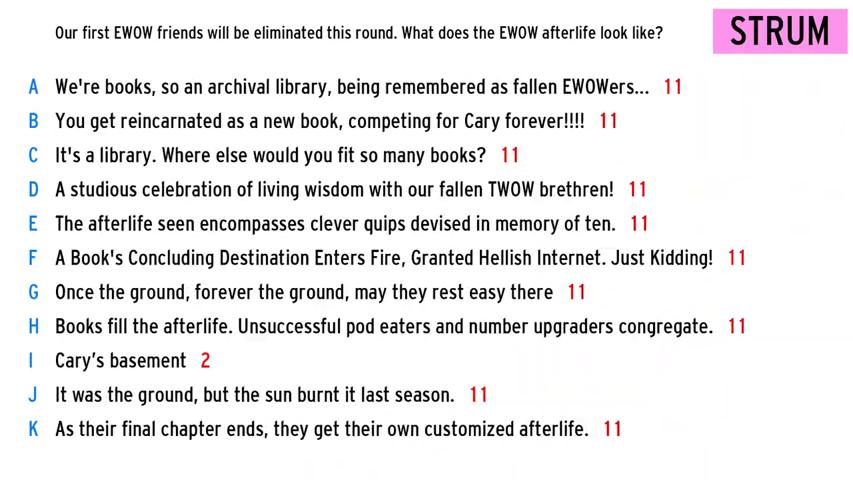 Our first EWOW friends will be eliminated this round. What does the EWOW afterlife look like?
STRUM
A We're books, so an archival library, being remembered as fallen EWOWers... 11
B You get reincarnated as a new book, competing for Cary forever!!!! 11
C It's a library. Where else would you fit so many books? 11
D A studious celebration of living wisdom with our fallen TWOW brethren! 11
E The afterlife seen encompasses clever quips devised in memory of ten. 11
F A Book's Concluding Destination Enters Fire, Granted Hellish Internet. Just Kidding! 11
G Once the ground, forever the ground, may they rest easy there 11
H Books fill the afterlife. Unsuccessful pod eaters and number upgraders congregate. 11
I Cary’s basement 2
J It was the ground, but the sun burnt it last season. 11
K As their final chapter ends, they get their own customized afterlife. 11